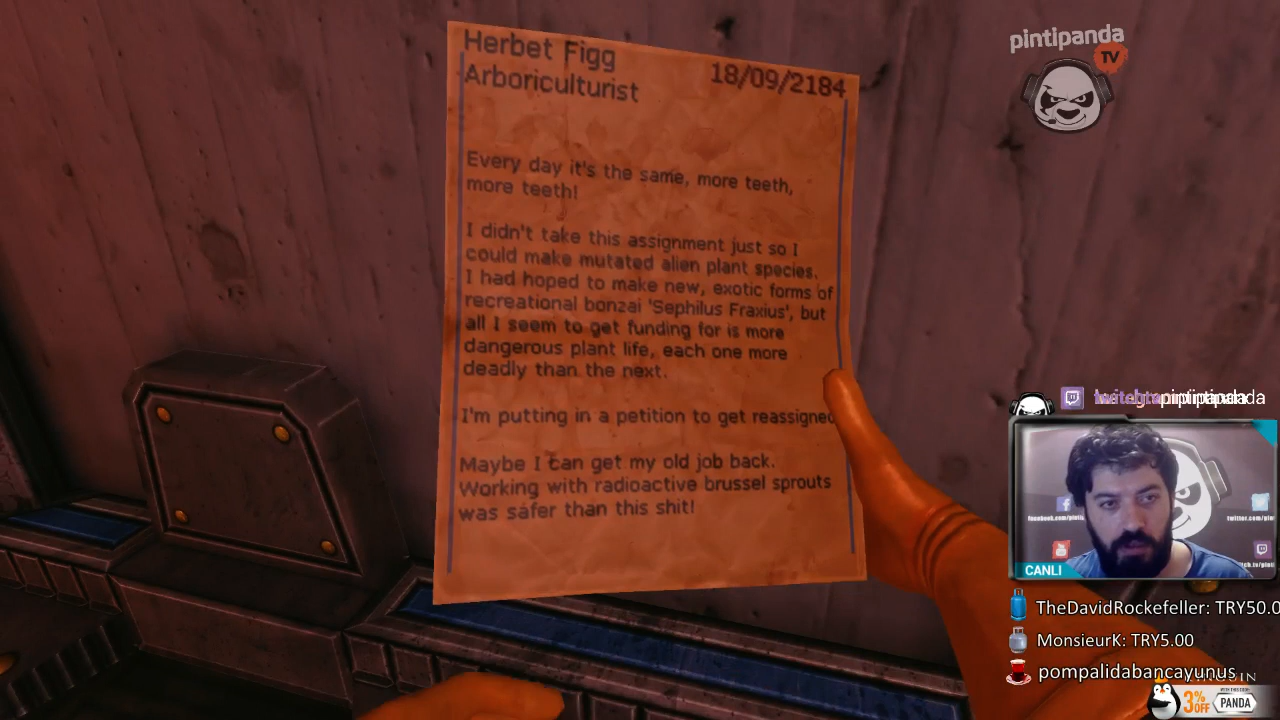 Herbet Figg
Arboriculturist
18/09/2184
Every day it's the same, more teeth,
more teeth!
I didn't take this assignment just so I
could make mutated alien plant species.
I had hoped to make new, exotic forms of
recreational bonzai 'Sephilus Fraxius', but
all I seem to get funding for is more
dangerous plant life, each one more
deadly than the next.
I'm putting in a petition to get reassigned
Maybe I can get my old job back.
Working with radioactive brussel sprouts
was safer than this shit!
pintipanda
TV
CANLI
TheDavidRockefeller: TRY50.0
MonsieurK: TRY5.00
pompalidabancayunus
3%
OFF
PANDA